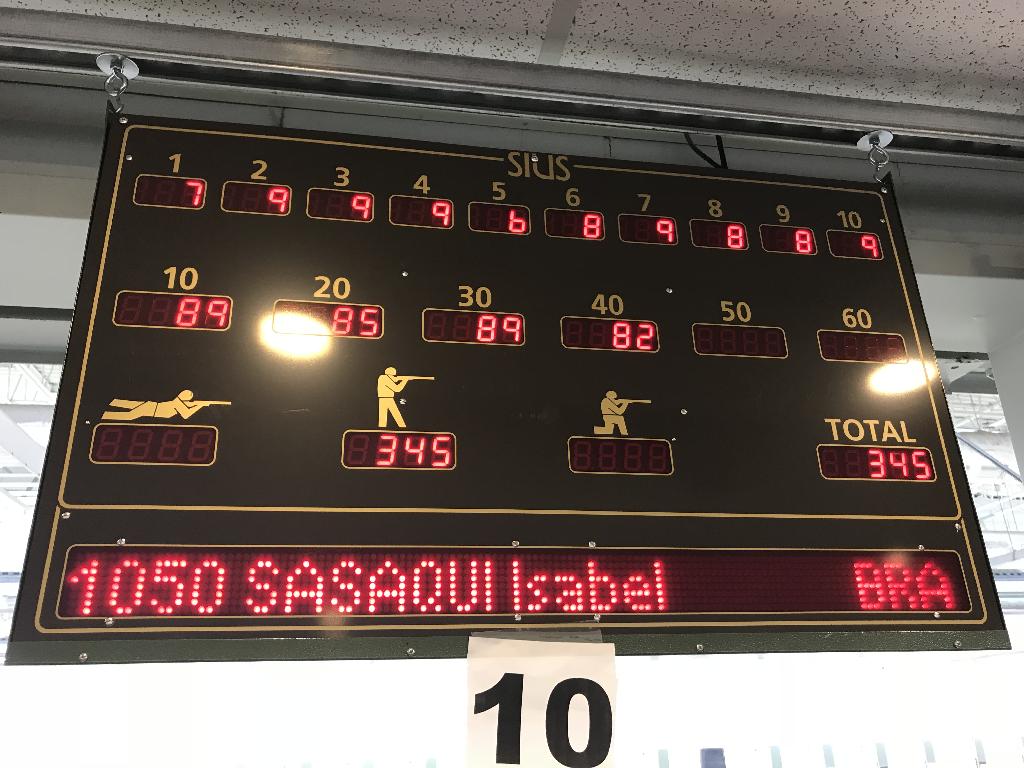 SIUS
1 2 3 4 5 6 7 8 9 10
7 9 9 9 6 8 9 8 8 9
10 20 30 40 50 60
89 85 89 82
TOTAL
345 345
1050 SASAQUI Isabel BRA
10